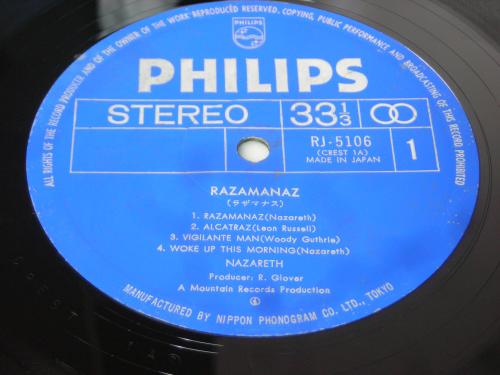 ALL RIGHTS OF THE RECORD PRODUCER AND OF THE OWNER OF THE WORK REPRODUCED RESERVED. COPYING, PUBLIC PERFORMANCE AND BROADCASTING OF THIS RECORD PROHIBITED
PHILIPS
PHILIPS
STEREO 33 1/3
RJ-5106
(CREST 1A)
MADE IN JAPAN
1
RAZAMANAZ
(ラザマナス)
1. RAZAMANAZ(Nazareth)
2. ALCATRAZ(Leon Russell)
3. VIGILANTE MAN(Woody Guthrie)
4. WOKE UP THIS MORNING(Nazareth)
NAZARETH
Producer: R. Glover
A Mountain Records Production
MANUFACTURED BY NIPPON PHONOGRAM CO. LTD., TOKYO